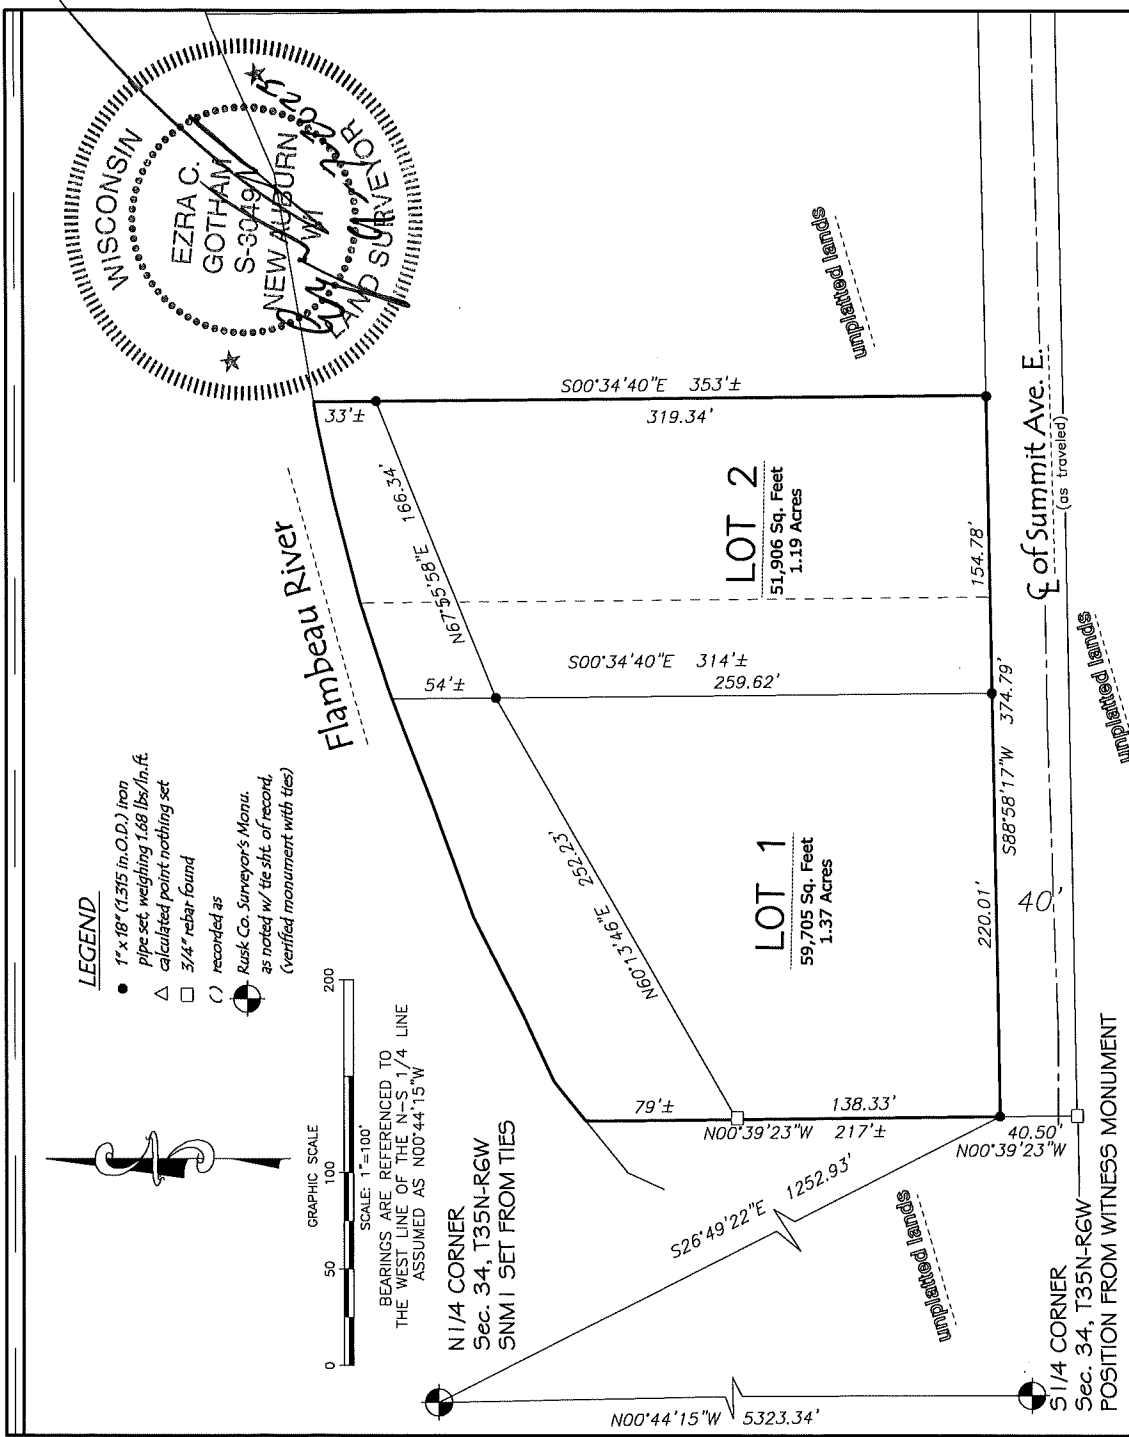 WISCONSIN
EZRA C.
GOTHAM
S-3049
NEW AUBURN
WI
LAND SURVEYOR
LEGEND
1" x 18" (1.315 in.O.D.) iron
pipe set, weighing 1.68 lbs/ln.ft.
calculated point nothing set
3/4" rebar found
( ) recorded as
Rusk Co. Surveyor's Monu.
as noted w/ tie sht. of record,
(verified monument with ties)
GRAPHIC SCALE
0 50 100 200
SCALE: 1"=100'
BEARINGS ARE REFERENCED TO
THE WEST LINE OF THE N-S 1/4 LINE
ASSUMED AS N00°44'15"W
N1/4 CORNER
Sec. 34, T35N-R6W
SNMI SET FROM TIES
Flambeau River
33'±
S00°34'40"E 353'±
319.34'
unplatted lands
N67°55'58"E 166.34'
LOT 2
51,906 Sq. Feet
1.19 Acres
154.78'
54'±
S00°34'40"E 314'±
259.62'
N60°13'46"E 252.23'
LOT 1
59,705 Sq. Feet
1.37 Acres
220.01'
S88°58'17"W 374.79'
40'
℄ of Summit Ave. E.
(as traveled)
unplatted lands
79'±
138.33'
N00°39'23"W 217'±
40.50'
N00°39'23"W
S26°49'22"E 1252.93'
unplatted lands
N00°44'15"W 5323.34'
S1/4 CORNER
Sec. 34, T35N-R6W
POSITION FROM WITNESS MONUMENT